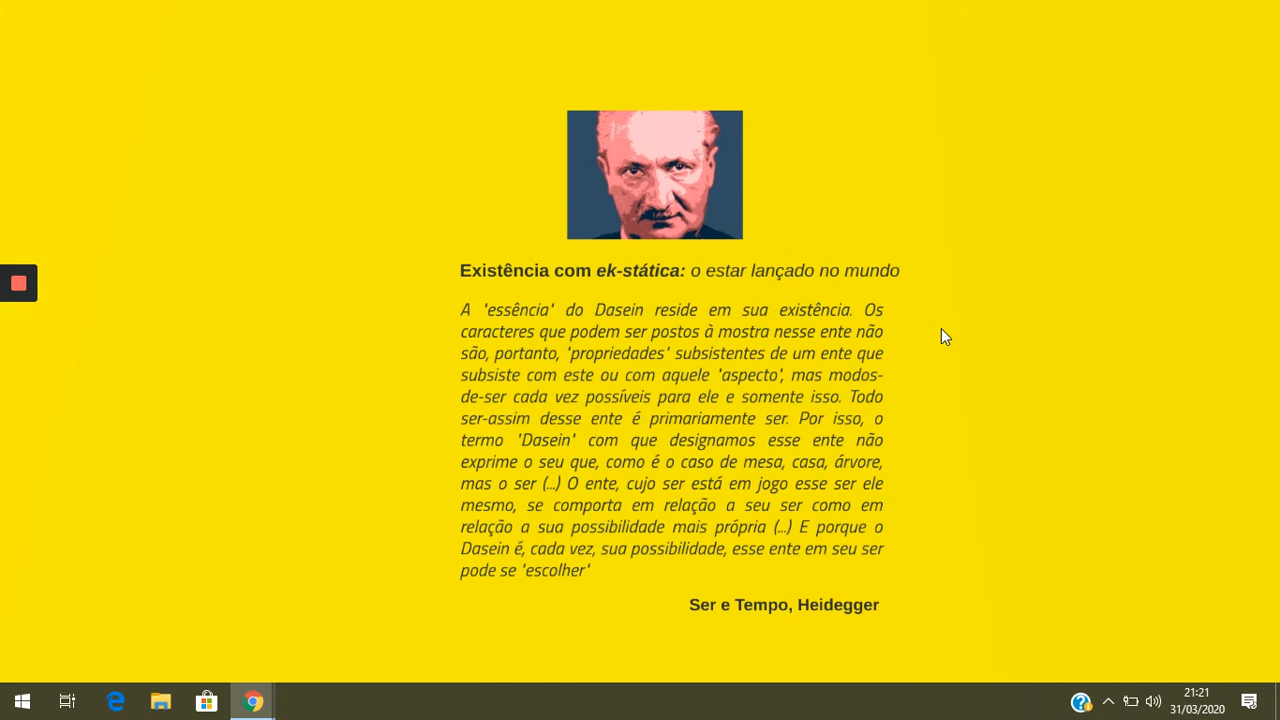 Existência com ek-stática: o estar lançado no mundo
A 'essência' do Dasein reside em sua existência. Os
caracteres que podem ser postos à mostra nesse ente não
são, portanto, 'propriedades' subsistentes de um ente que
subsiste com este ou com aquele 'aspecto', mas modos-
de-ser cada vez possíveis para ele e somente isso. Todo
ser-assim desse ente é primariamente ser. Por isso, o
termo 'Dasein' com que designamos esse ente não
exprime o seu que, como é o caso de mesa, casa, árvore,
mas o ser (...) O ente, cujo ser está em jogo esse ser ele
mesmo, se comporta em relação a seu ser como em
relação a sua possibilidade mais própria (...) E porque o
Dasein é, cada vez, sua possibilidade, esse ente em seu ser
pode se 'escolher'
Ser e Tempo, Heidegger
21:21
31/03/2020